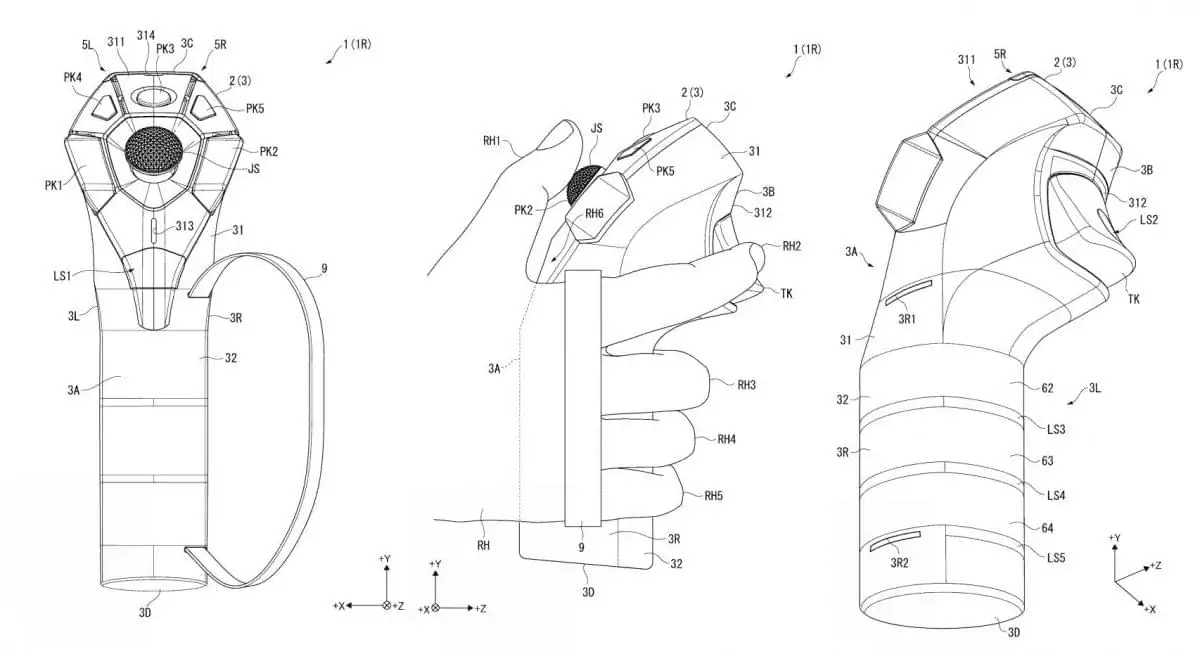 5L
311
314
PK3
3C
5R
1 (1R)
PK4
2 (3)
PK5
PK2
JS
PK1
313
31
LS1
9
3L
3R
32
3A
3D
+Y
+X
+Z
1 (1R)
2 (3)
3C
PK3
JS
RH1
31
PK5
3B
PK2
312
RH6
RH2
TK
3A
RH3
RH4
RH5
RH
9
3R
32
3D
+Y
+X
+Z
5R
311
2 (3)
1 (1R)
3C
3B
312
LS2
3A
TK
3R1
31
62
3L
32
LS3
3R
63
LS4
64
LS5
3R2
3D
+Y
+Z
+X